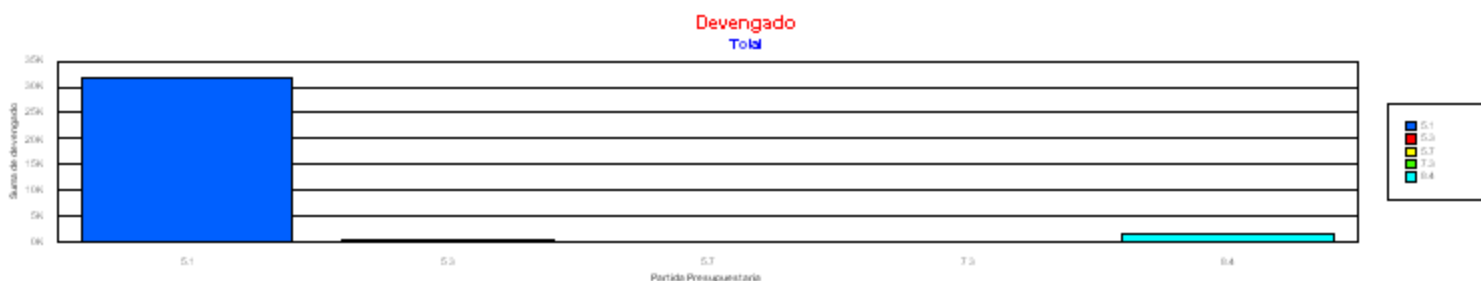 Devengado
Total
35K
30K
25K
20K
15K
10K
5K
0K
Suma de devengado
5.1
5.3
5.7
7.3
8.4
Partida Presupuestaria
5.1
5.3
5.7
7.3
8.4